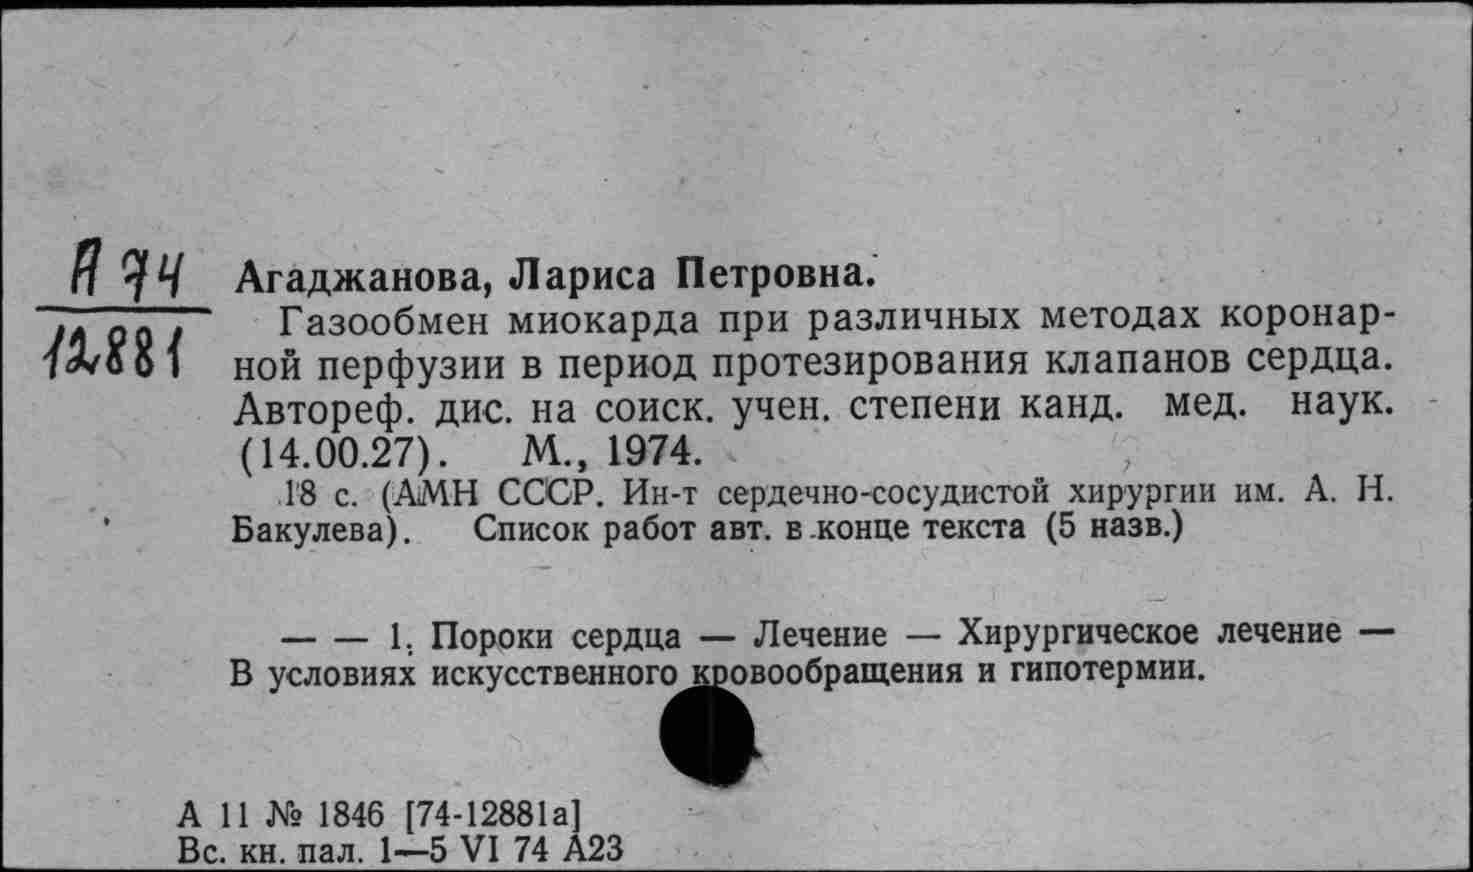 А 74
12881
Агаджанова, Лариса Петровна.
Газообмен миокарда при различных методах коронар-
ной перфузии в период протезирования клапанов сердца.
Автореф. дис. на соиск. учен. степени канд. мед. наук.
(14.00.27). М., 1974.
18 с. (АМН СССР. Ин-т сердечно-сосудистой хирургии им. А. Н.
Бакулева). Список работ авт. в конце текста (5 назв.)
— — 1. Пороки сердца — Лечение — Хирургическое лечение —
В условиях искусственного кровообращения и гипотермии.
А 11 № 1846 [74-12881а]
Вс. кн. пал. 1—5 VI 74 А23